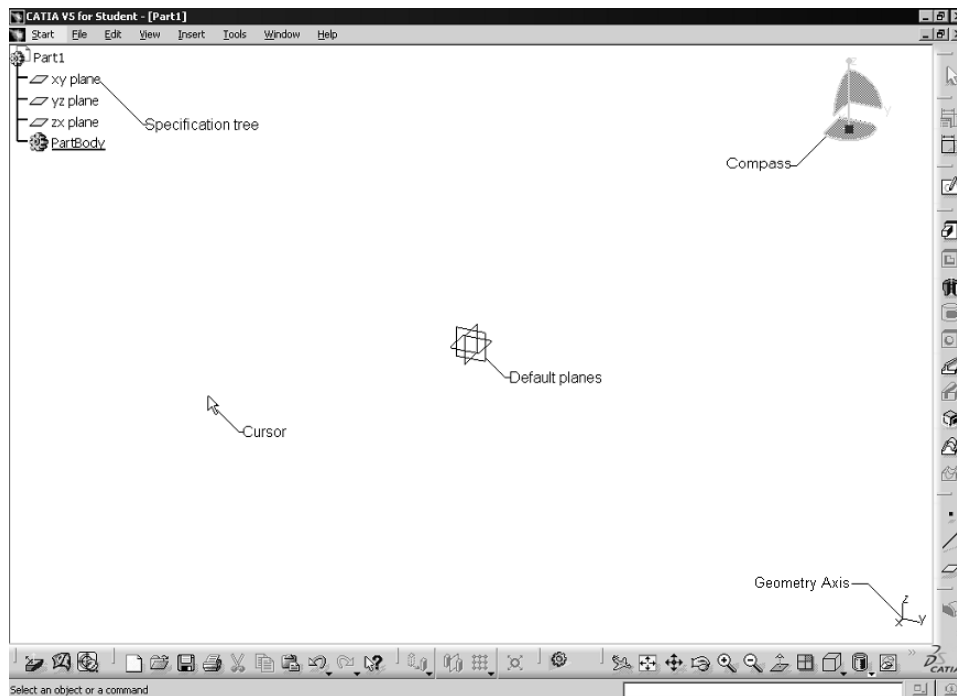 CATIA V5 for Student - [Part1]
Start File Edit View Insert Tools Window Help
Part1
xy plane
yz plane
zx plane
PartBody
Specification tree
z
y
Compass
Default planes
Cursor
Geometry Axis
z
x y
CATIA
Select an object or a command